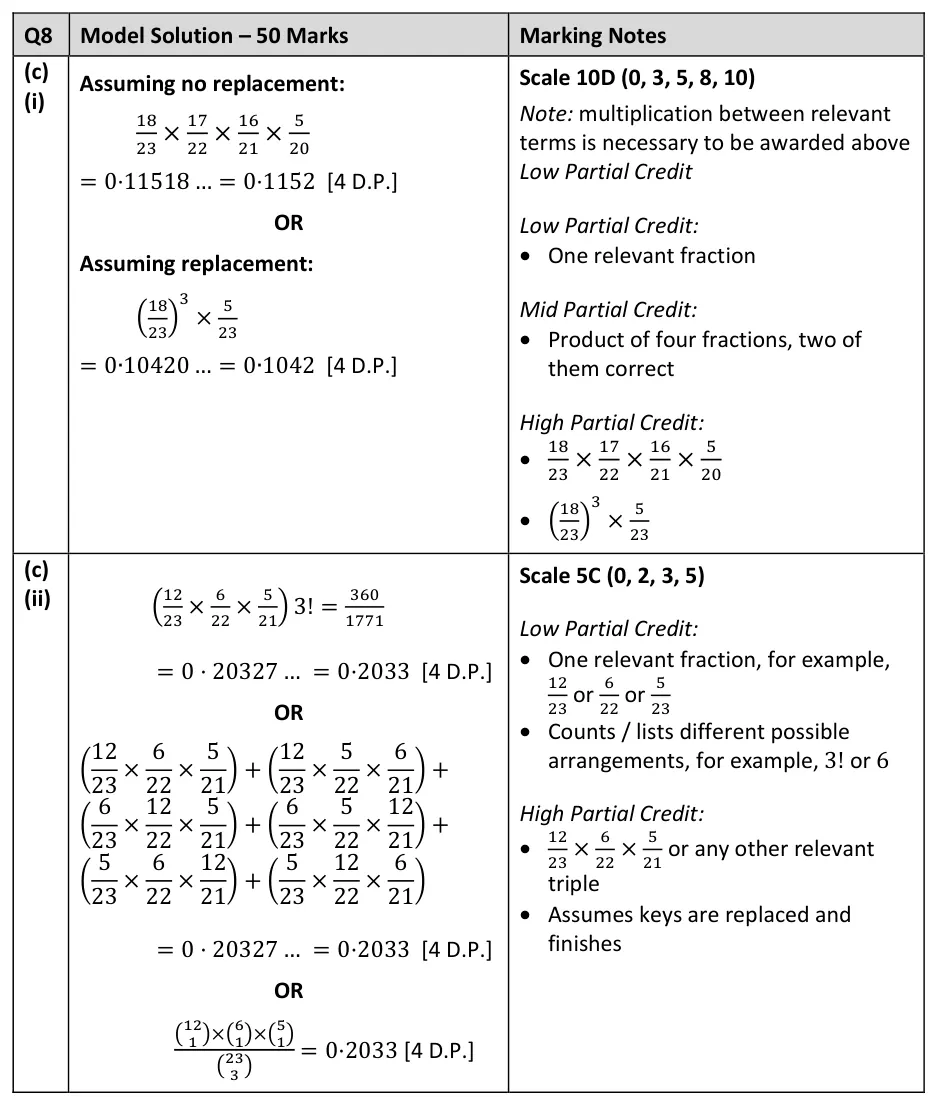 Q8 Model Solution – 50 Marks Marking Notes
(c)
(i)
Assuming no replacement:
18/23 × 17/22 × 16/21 × 5/20
= 0·11518 … = 0·1152 [4 D.P.]
OR
Assuming replacement:
(18/23)³ × 5/23
= 0·10420 … = 0·1042 [4 D.P.]
Scale 10D (0, 3, 5, 8, 10)
Note: multiplication between relevant
terms is necessary to be awarded above
Low Partial Credit
Low Partial Credit:
• One relevant fraction
Mid Partial Credit:
• Product of four fractions, two of
them correct
High Partial Credit:
• 18/23 × 17/22 × 16/21 × 5/20
• (18/23)³ × 5/23
(c)
(ii)
(12/23 × 6/22 × 5/21) 3! = 360/1771
= 0 · 20327 … = 0·2033 [4 D.P.]
OR
(12/23 × 6/22 × 5/21) + (12/23 × 5/22 × 6/21) +
(6/23 × 12/22 × 5/21) + (6/23 × 5/22 × 12/21) +
(5/23 × 6/22 × 12/21) + (5/23 × 12/22 × 6/21)
= 0 · 20327 … = 0·2033 [4 D.P.]
OR
(12 1)×(6 1)×(5 1) / (23 3) = 0·2033 [4 D.P.]
Scale 5C (0, 2, 3, 5)
Low Partial Credit:
• One relevant fraction, for example,
12/23 or 6/22 or 5/23
• Counts / lists different possible
arrangements, for example, 3! or 6
High Partial Credit:
• 12/23 × 6/22 × 5/21 or any other relevant
triple
• Assumes keys are replaced and
finishes